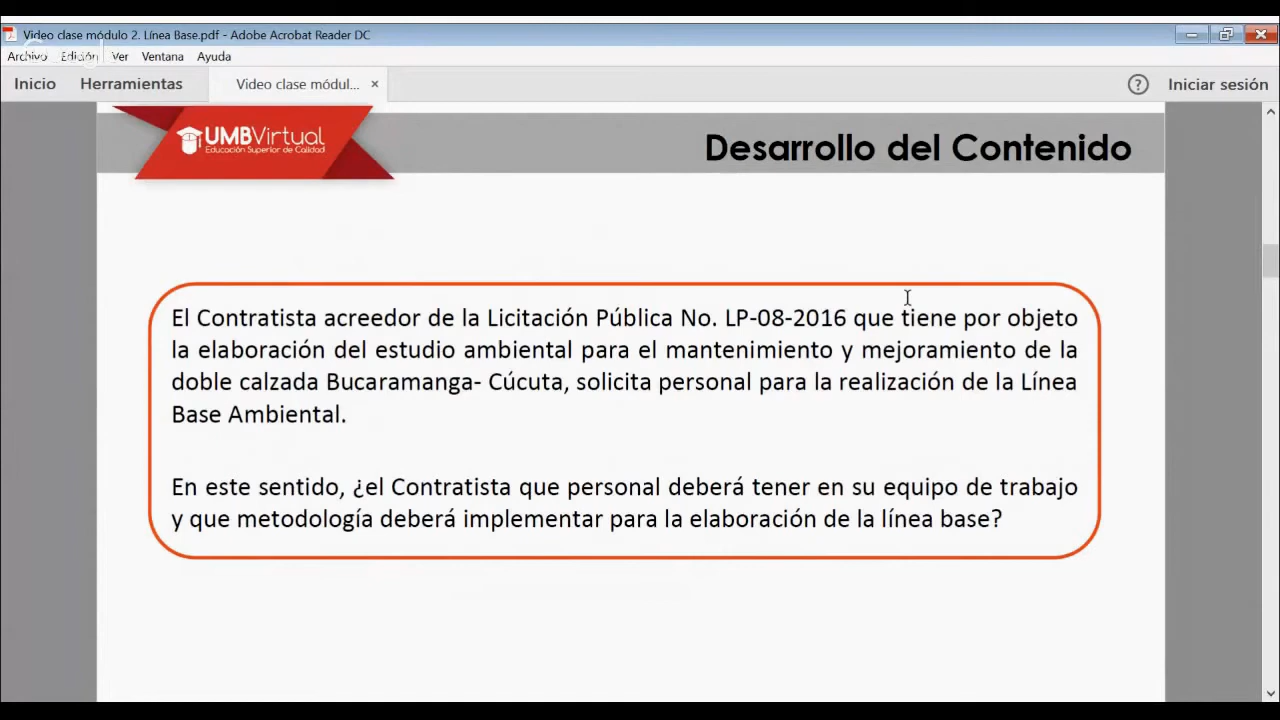 Video clase módulo 2. Línea Base.pdf - Adobe Acrobat Reader DC
Archivo Edición Ver Ventana Ayuda
Inicio Herramientas Video clase módul... × ? Iniciar sesión
UMBVirtual
Educación Superior de Calidad
Desarrollo del Contenido
El Contratista acreedor de la Licitación Pública No. LP-08-2016 que tiene por objeto
la elaboración del estudio ambiental para el mantenimiento y mejoramiento de la
doble calzada Bucaramanga- Cúcuta, solicita personal para la realización de la Línea
Base Ambiental.
En este sentido, ¿el Contratista que personal deberá tener en su equipo de trabajo
y que metodología deberá implementar para la elaboración de la línea base?